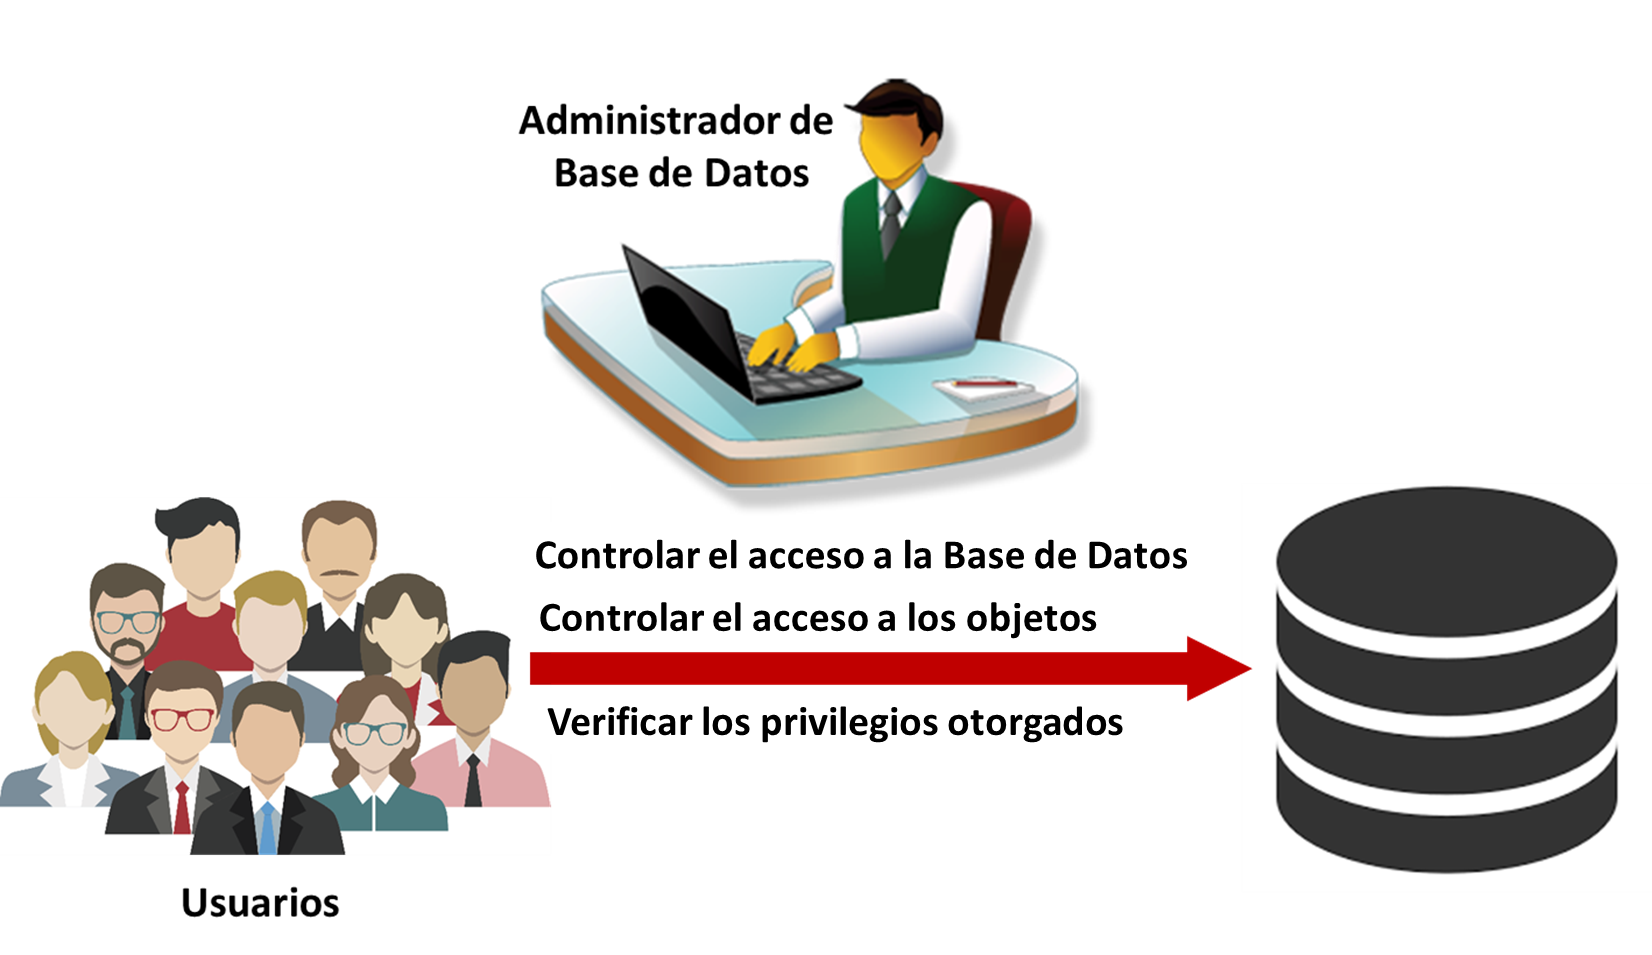 Administrador de
Base de Datos
Controlar el acceso a la Base de Datos
Controlar el acceso a los objetos
Verificar los privilegios otorgados
Usuarios